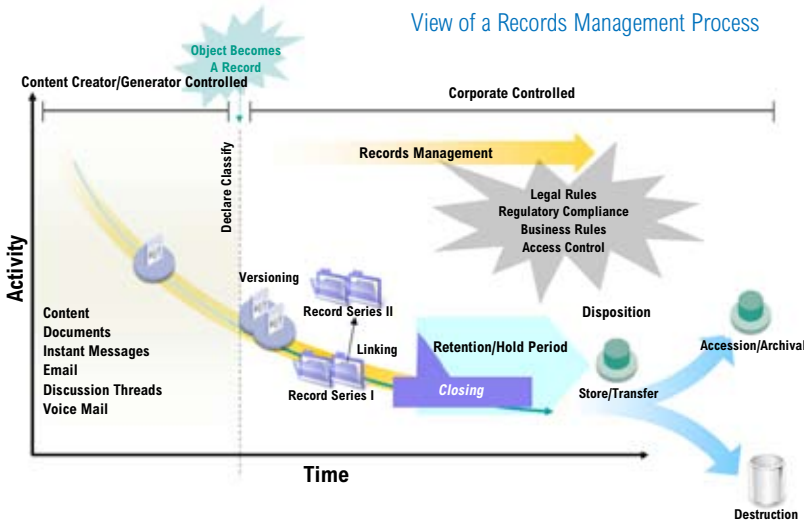 View of a Records Management Process
Object Becomes
A Record
Content Creator/Generator Controlled
Corporate Controlled
Declare Classify
Records Management
Legal Rules
Regulatory Compliance
Business Rules
Access Control
Activity
Versioning
Record Series II
Linking
Record Series I
Content
Documents
Instant Messages
Email
Discussion Threads
Voice Mail
Retention/Hold Period
Closing
Disposition
Store/Transfer
Accession/Archival
Time
Destruction